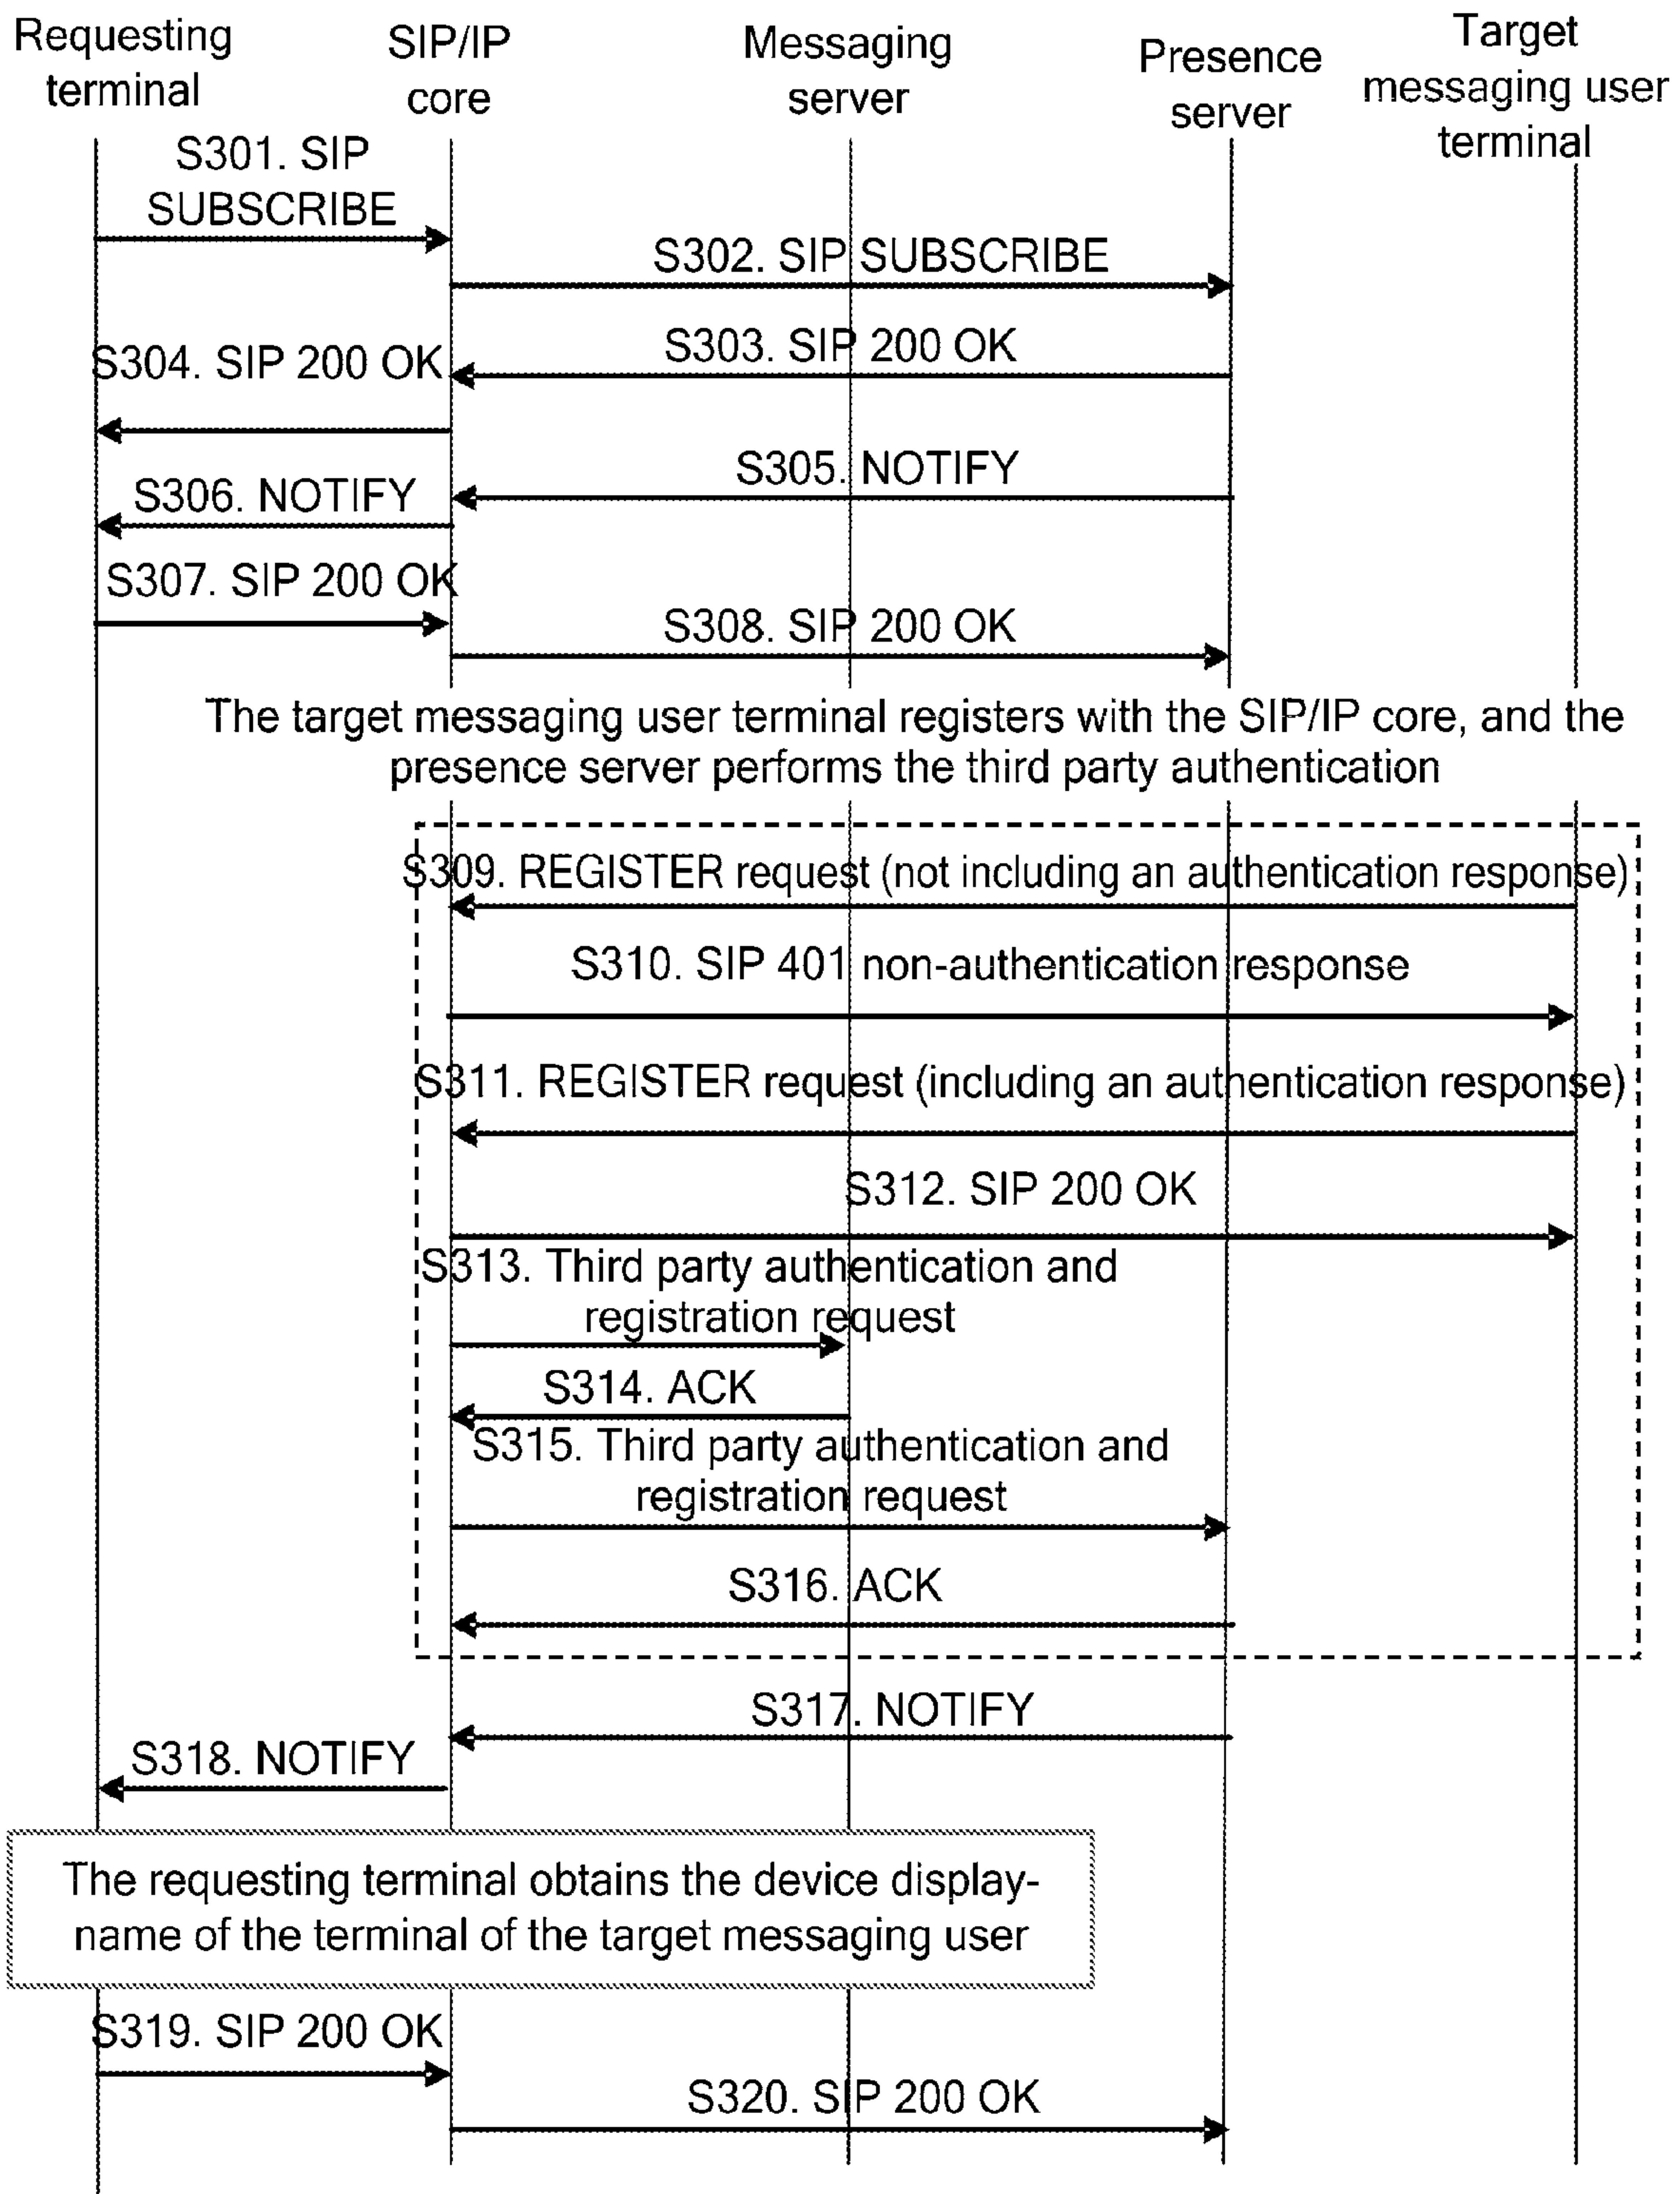 Requesting
terminal
SIP/IP
core
Messaging
server
Presence
server
Target
messaging user
terminal
S301. SIP
SUBSCRIBE
S302. SIP SUBSCRIBE
S303. SIP 200 OK
S304. SIP 200 OK
S305. NOTIFY
S306. NOTIFY
S307. SIP 200 OK
S308. SIP 200 OK
The target messaging user terminal registers with the SIP/IP core, and the
presence server performs the third party authentication
S309. REGISTER request (not including an authentication response)
S310. SIP 401 non-authentication response
S311. REGISTER request (including an authentication response)
S312. SIP 200 OK
S313. Third party authentication and
registration request
S314. ACK
S315. Third party authentication and
registration request
S316. ACK
S317. NOTIFY
S318. NOTIFY
The requesting terminal obtains the device display-
name of the terminal of the target messaging user
S319. SIP 200 OK
S320. SIP 200 OK